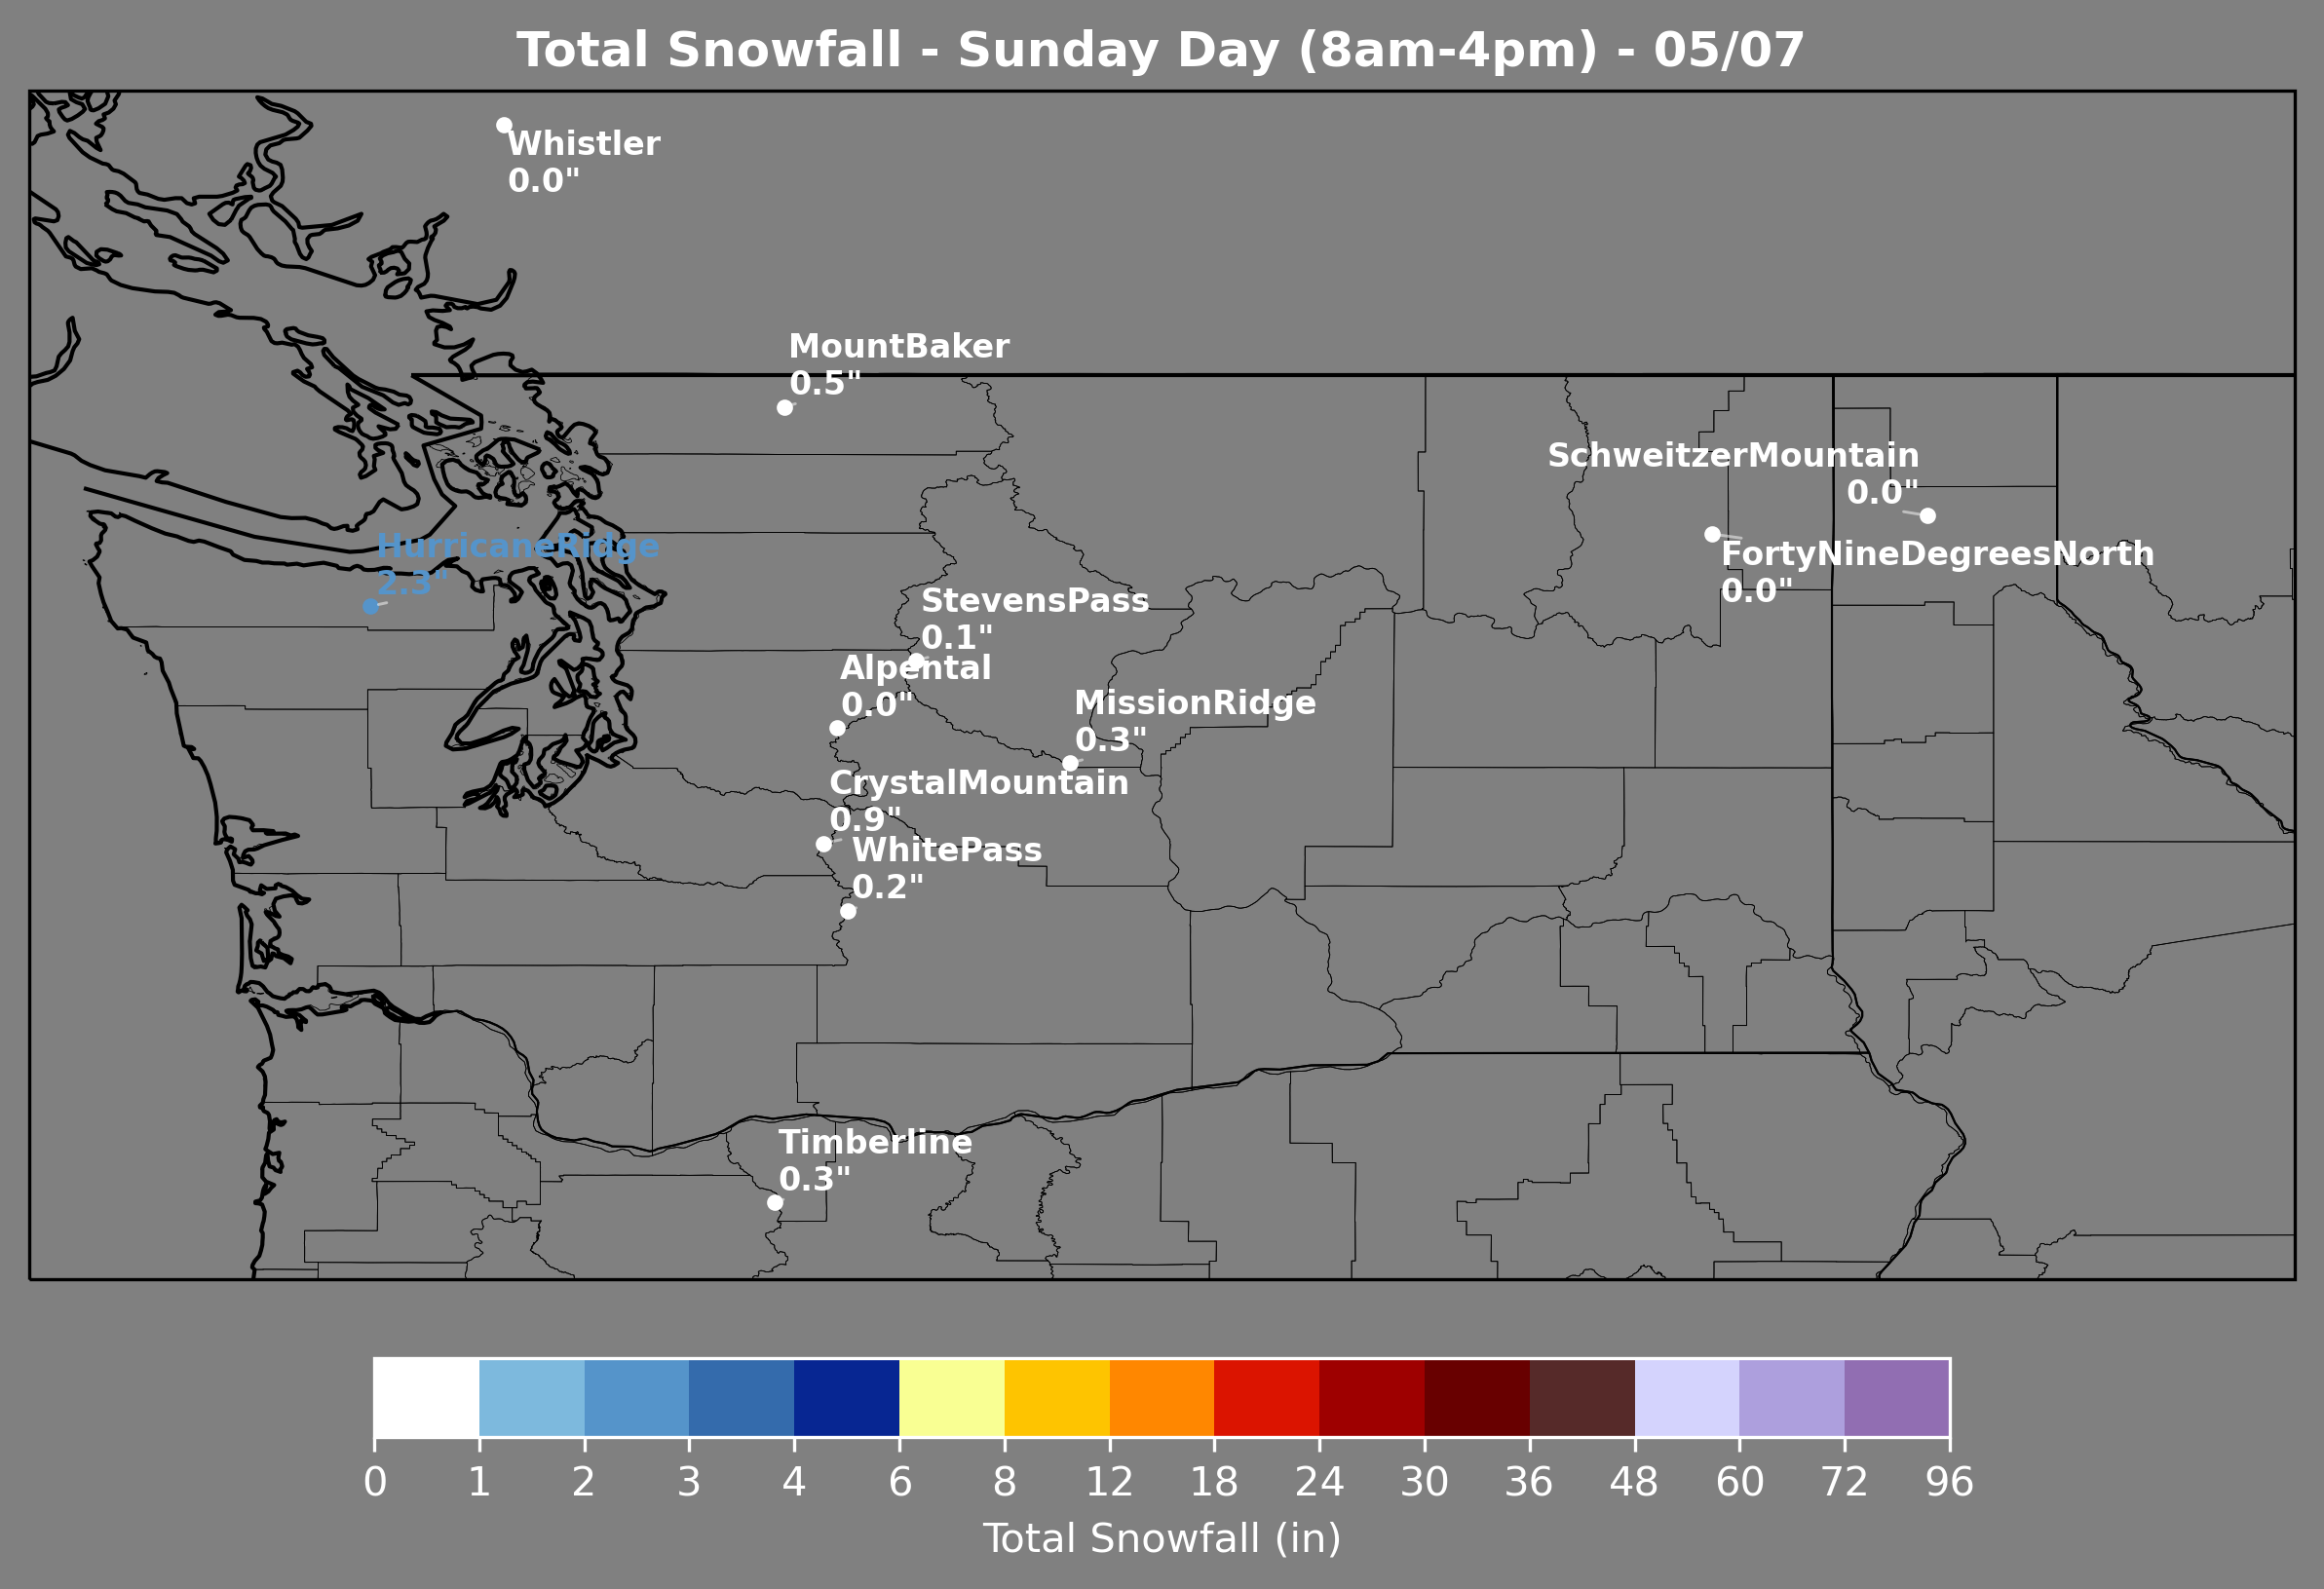 Total Snowfall - Sunday Day (8am-4pm) - 05/07
Whistler
0.0"
MountBaker
0.5"
SchweitzerMountain
0.0"
HurricaneRidge
2.3"
FortyNineDegreesNorth
0.0"
StevensPass
0.1"
Alpental
0.0"
MissionRidge
0.3"
CrystalMountain
0.9"
WhitePass
0.2"
Timberline
0.3"
0 1 2 3 4 6 8 12 18 24 30 36 48 60 72 96
Total Snowfall (in)